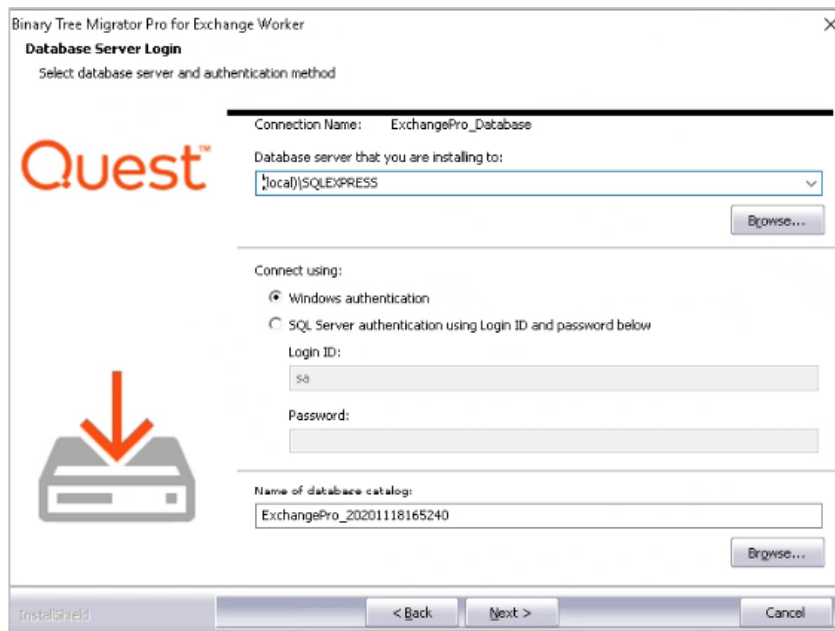 Binary Tree Migrator Pro for Exchange Worker
Database Server Login
Select database server and authentication method
Quest™
Connection Name: ExchangePro_Database
Database server that you are installing to:
(local)\SQLEXPRESS
Browse...
Connect using:
Windows authentication
SQL Server authentication using Login ID and password below
Login ID:
sa
Password:
Name of database catalog:
ExchangePro_20201118165240
Browse...
InstallShield
< Back
Next >
Cancel